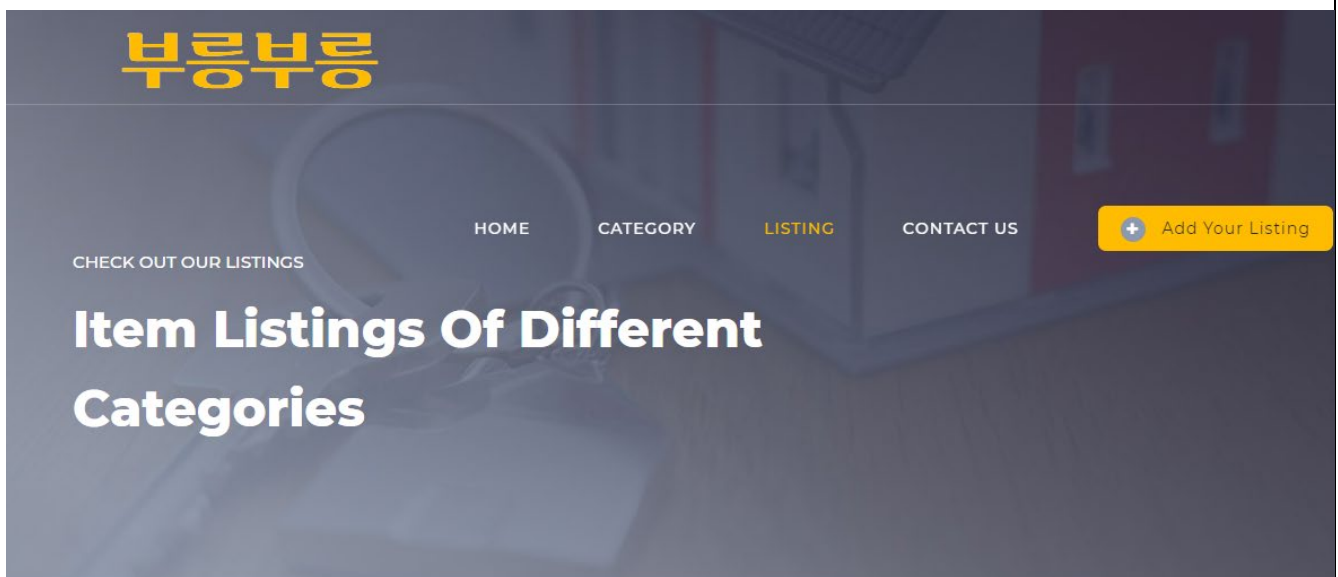 부릉부릉
HOME CATEGORY LISTING CONTACT US Add Your Listing
CHECK OUT OUR LISTINGS
Item Listings Of Different
Categories